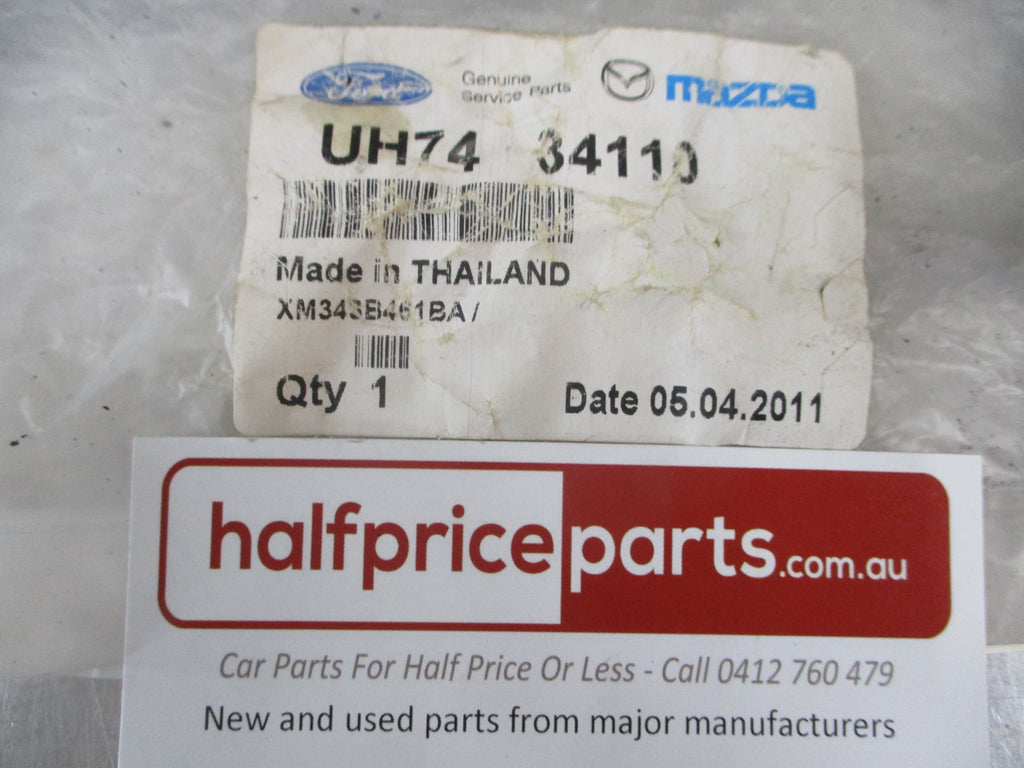 Ford Genuine Service Parts mazda
UH74 34110
Made in THAILAND
XM343B461BA /
Qty 1 Date 05.04.2011
halfpriceparts.com.au
Car Parts For Half Price Or Less - Call 0412 760 479
New and used parts from major manufacturers